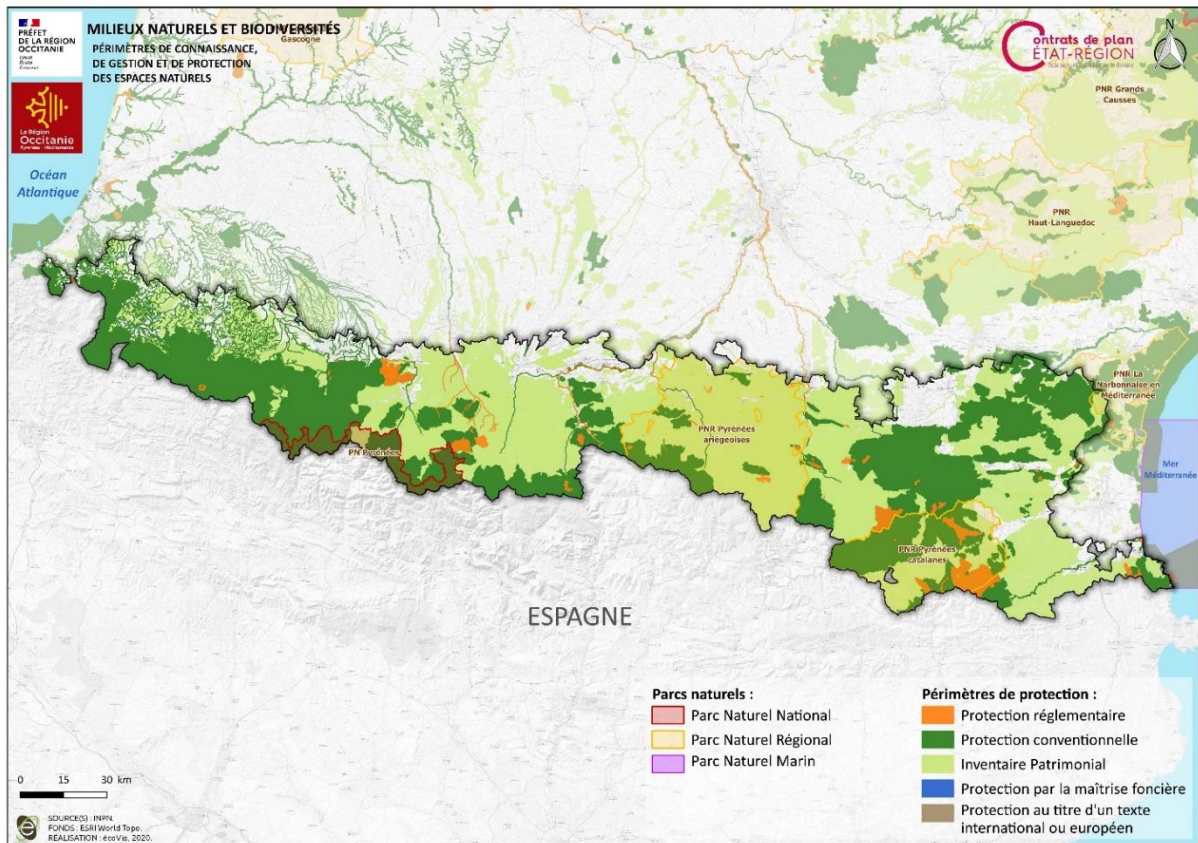 PRÉFET
DE LA RÉGION
OCCITANIE
MILIEUX NATURELS ET BIODIVERSITÉS
PÉRIMÈTRES DE CONNAISSANCE,
DE GESTION ET DE PROTECTION
DES ESPACES NATURELS
Gascogne
Contrats de plan
ÉTAT-RÉGION
La Région
Occitanie
Pyrénées - Méditerranée
Océan
Atlantique
PNR Grands
Causses
PNR
Haut-Languedoc
PNR La
Narbonnaise en
Méditerranée
PN Pyrénées
PNR Pyrénées
ariégeoises
Mer
Méditerranée
PNR Pyrénées
catalanes
ESPAGNE
Parcs naturels :
Parc Naturel National
Parc Naturel Régional
Parc Naturel Marin
Périmètres de protection :
Protection réglementaire
Protection conventionnelle
Inventaire Patrimonial
Protection par la maîtrise foncière
Protection au titre d'un texte
international ou européen
0 15 30 km
SOURCE(S) : INPN.
FONDS : ESRI World Topo.
RÉALISATION : écoVia, 2020.